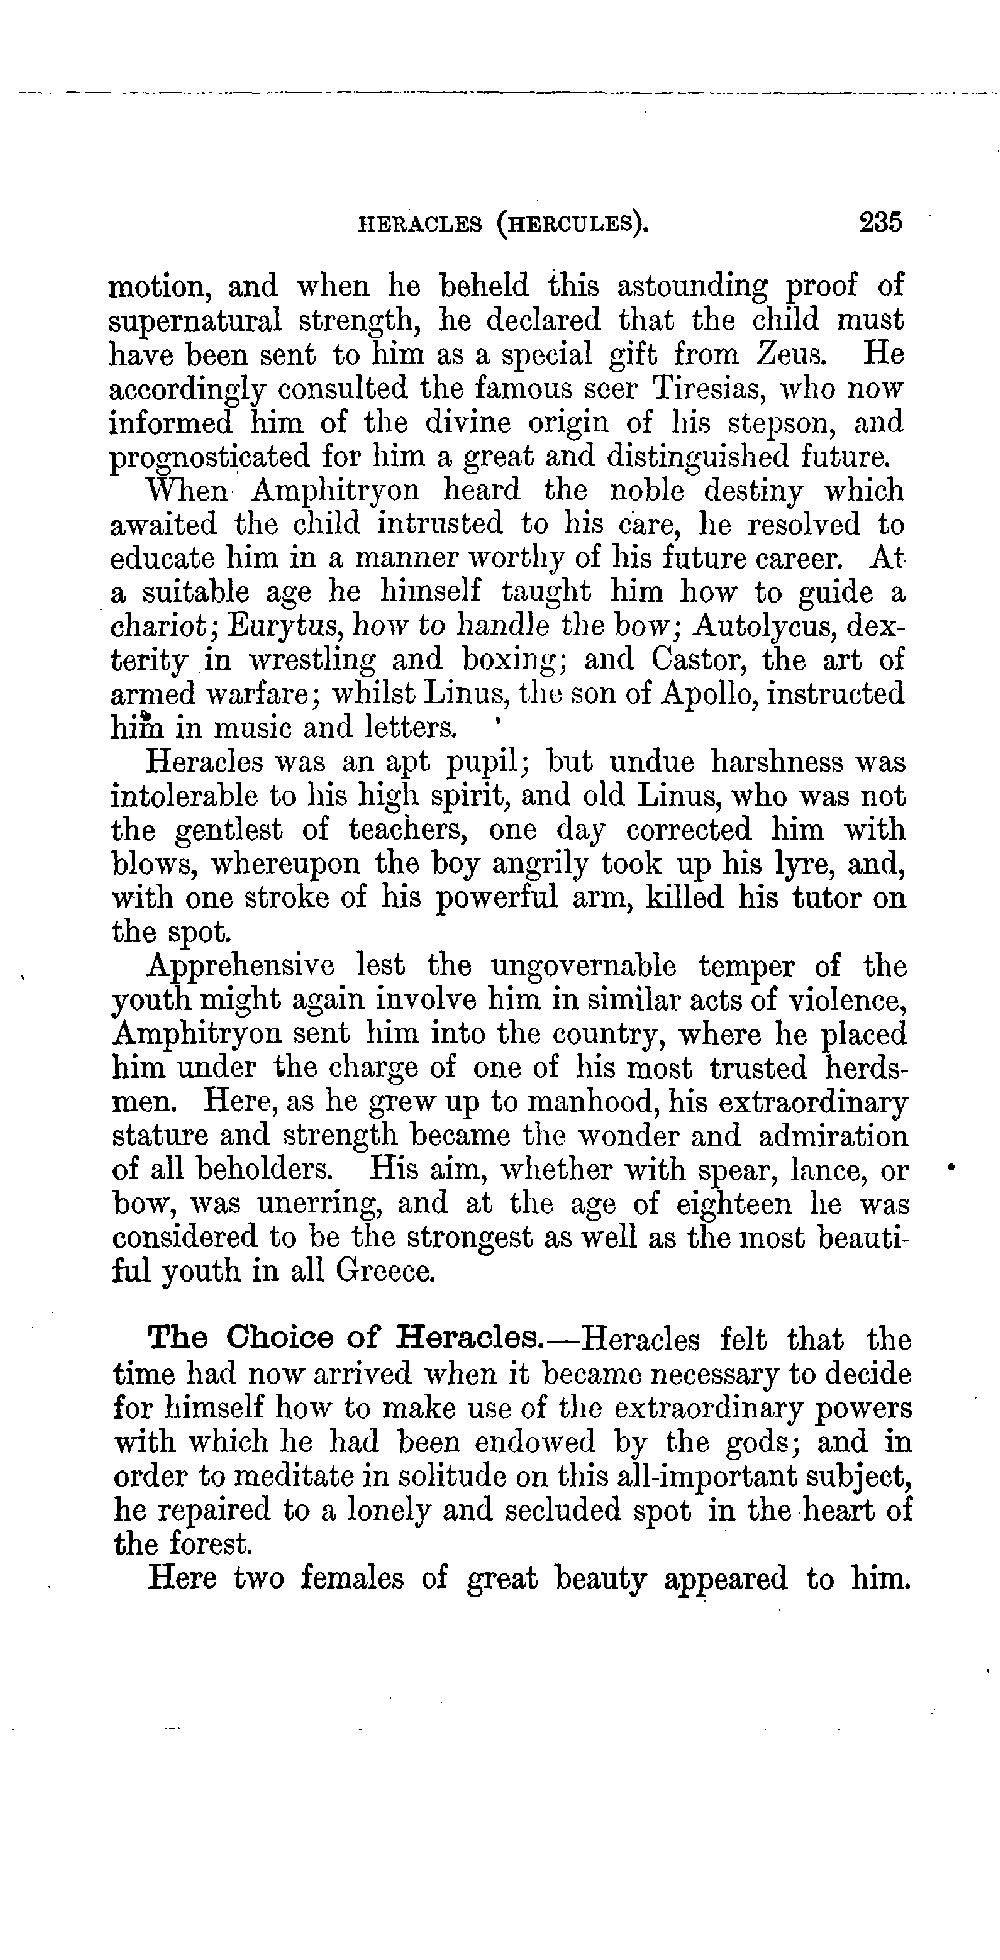 HERACLES (HERCULES). 235
motion, and when he beheld this astounding proof of
supernatural strength, he declared that the child must
have been sent to him as a special gift from Zeus. He
accordingly consulted the famous seer Tiresias, who now
informed him of the divine origin of his stepson, and
prognosticated for him a great and distinguished future.
When Amphitryon heard the noble destiny which
awaited the child intrusted to his care, he resolved to
educate him in a manner worthy of his future career. At
a suitable age he himself taught him how to guide a
chariot; Eurytus, how to handle the bow; Autolycus, dex-
terity in wrestling and boxing; and Castor, the art of
armed warfare; whilst Linus, the son of Apollo, instructed
him in music and letters.
Heracles was an apt pupil; but undue harshness was
intolerable to his high spirit, and old Linus, who was not
the gentlest of teachers, one day corrected him with
blows, whereupon the boy angrily took up his lyre, and,
with one stroke of his powerful arm, killed his tutor on
the spot.
Apprehensive lest the ungovernable temper of the
youth might again involve him in similar acts of violence,
Amphitryon sent him into the country, where he placed
him under the charge of one of his most trusted herds-
men. Here, as he grew up to manhood, his extraordinary
stature and strength became the wonder and admiration
of all beholders. His aim, whether with spear, lance, or
bow, was unerring, and at the age of eighteen he was
considered to be the strongest as well as the most beauti-
ful youth in all Greece.
The Choice of Heracles.—Heracles felt that the
time had now arrived when it became necessary to decide
for himself how to make use of the extraordinary powers
with which he had been endowed by the gods; and in
order to meditate in solitude on this all-important subject,
he repaired to a lonely and secluded spot in the heart of
the forest.
Here two females of great beauty appeared to him.